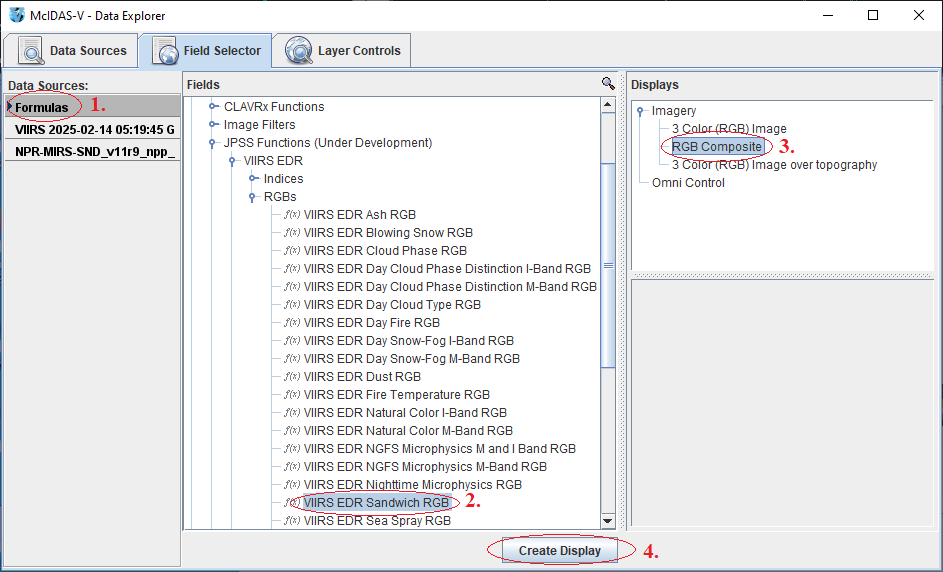 McIDAS-V - Data Explorer
Data Sources
Field Selector
Layer Controls
Data Sources:
Formulas
1.
VIIRS 2025-02-14 05:19:45 G
NPR-MIRS-SND_v11r9_npp_
Fields
CLAVRx Functions
Image Filters
JPSS Functions (Under Development)
VIIRS EDR
Indices
RGBs
f(x) VIIRS EDR Ash RGB
f(x) VIIRS EDR Blowing Snow RGB
f(x) VIIRS EDR Cloud Phase RGB
f(x) VIIRS EDR Day Cloud Phase Distinction I-Band RGB
f(x) VIIRS EDR Day Cloud Phase Distinction M-Band RGB
f(x) VIIRS EDR Day Cloud Type RGB
f(x) VIIRS EDR Day Fire RGB
f(x) VIIRS EDR Day Snow-Fog I-Band RGB
f(x) VIIRS EDR Day Snow-Fog M-Band RGB
f(x) VIIRS EDR Dust RGB
f(x) VIIRS EDR Fire Temperature RGB
f(x) VIIRS EDR Natural Color I-Band RGB
f(x) VIIRS EDR Natural Color M-Band RGB
f(x) VIIRS EDR NGFS Microphysics M and I Band RGB
f(x) VIIRS EDR NGFS Microphysics M-Band RGB
f(x) VIIRS EDR Nighttime Microphysics RGB
f(x) VIIRS EDR Sandwich RGB 2.
f(x) VIIRS EDR Sea Spray RGB
Displays
Imagery
3 Color (RGB) Image
RGB Composite 3.
3 Color (RGB) Image over topography
Omni Control
Create Display 4.